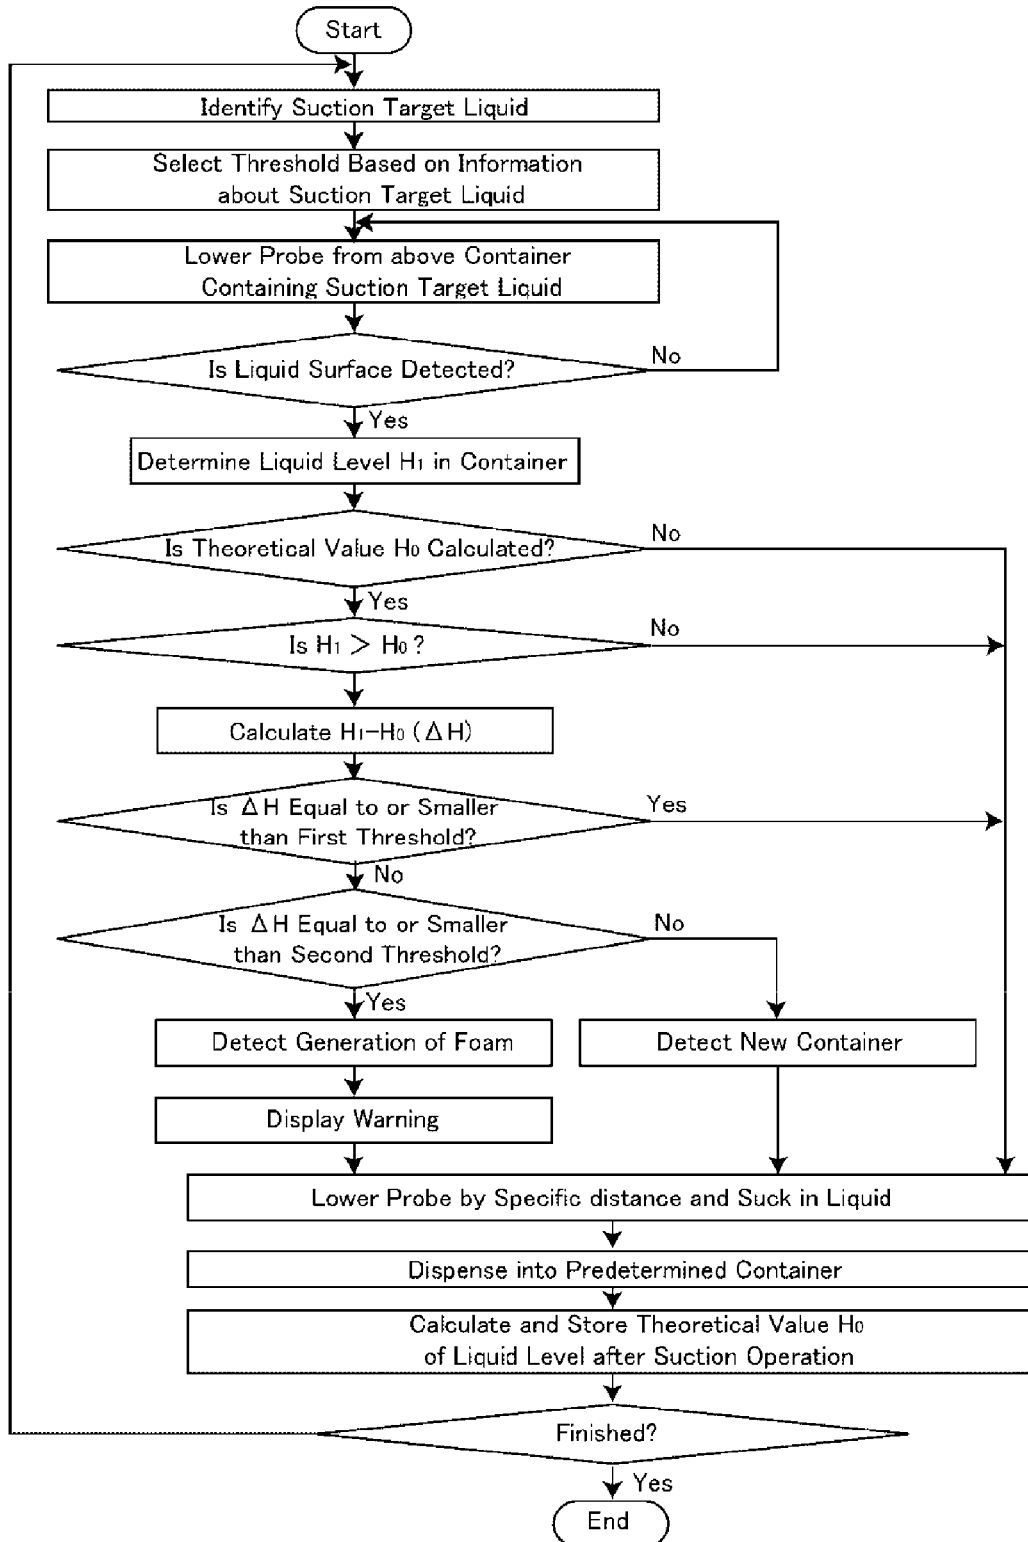 Start
Identify Suction Target Liquid
Select Threshold Based on Information
about Suction Target Liquid
Lower Probe from above Container
Containing Suction Target Liquid
Is Liquid Surface Detected?
No
Yes
Determine Liquid Level H1 in Container
Is Theoretical Value H0 Calculated?
No
Yes
Is H1 > H0 ?
No
Calculate H1-H0 (ΔH)
Is ΔH Equal to or Smaller
than First Threshold?
Yes
No
Is ΔH Equal to or Smaller
than Second Threshold?
No
Yes
Detect Generation of Foam
Detect New Container
Display Warning
Lower Probe by Specific distance and Suck in Liquid
Dispense into Predetermined Container
Calculate and Store Theoretical Value H0
of Liquid Level after Suction Operation
Finished?
Yes
End